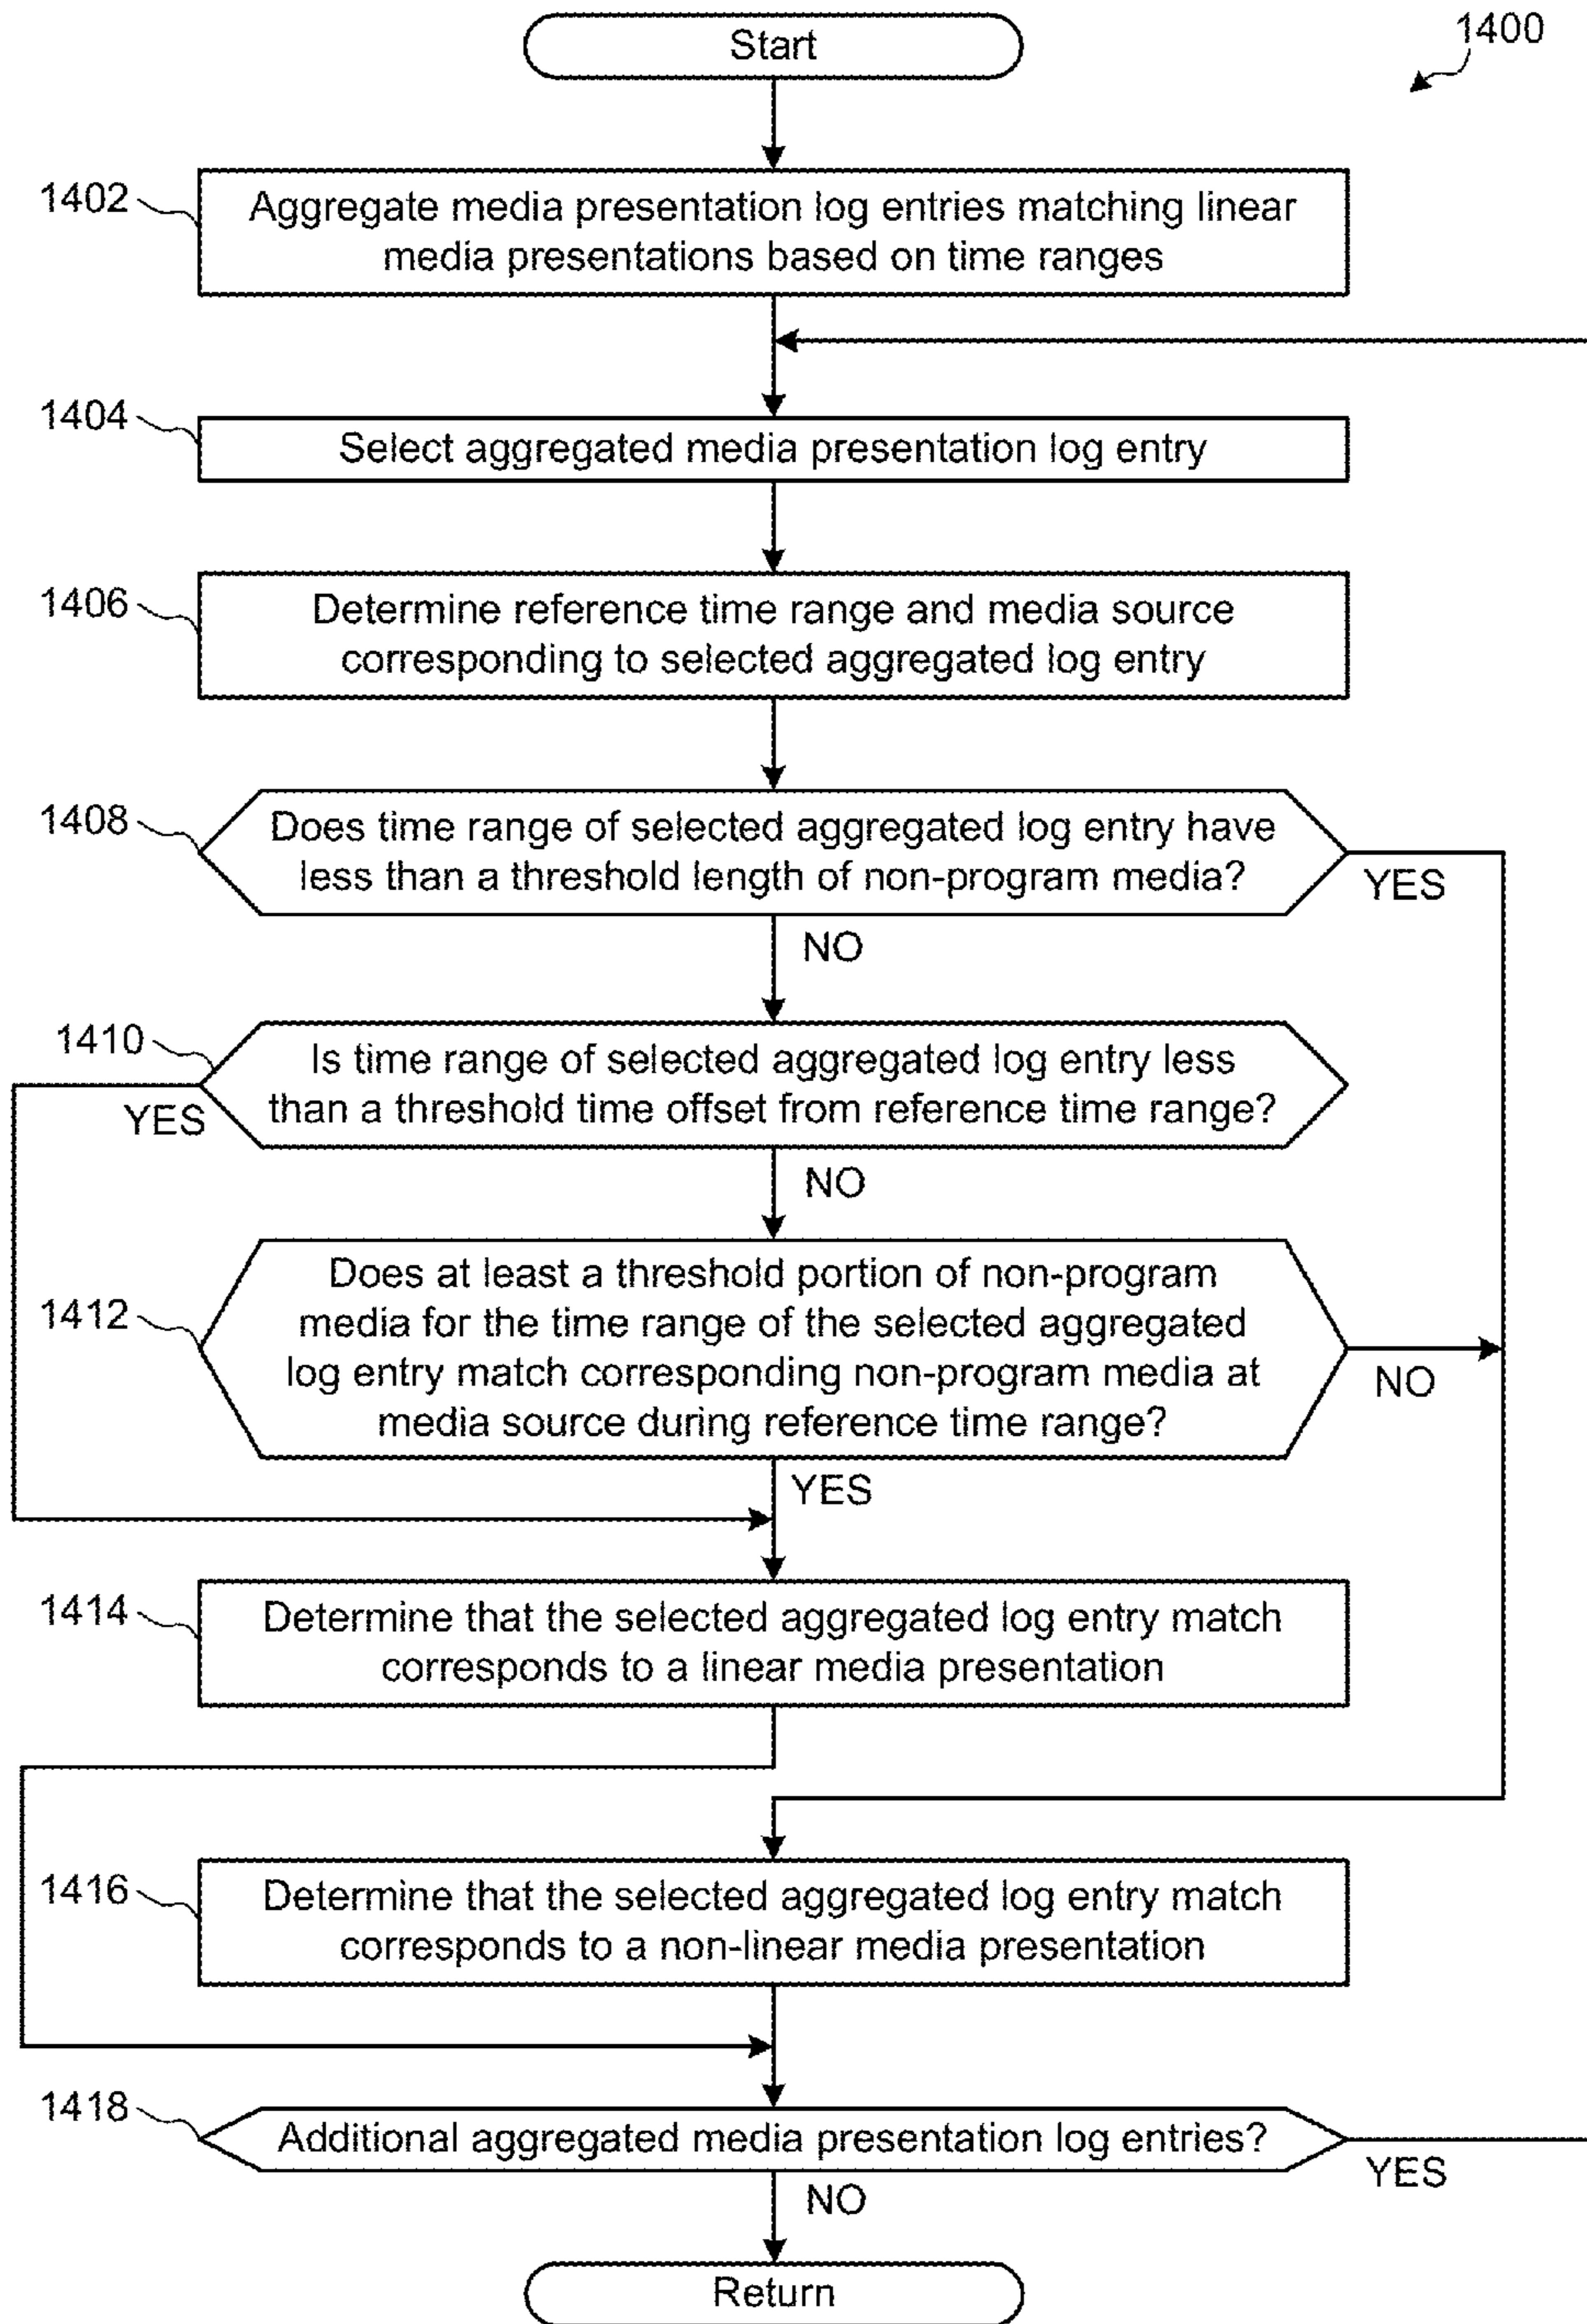 Start
1400
1402
Aggregate media presentation log entries matching linear
media presentations based on time ranges
1404
Select aggregated media presentation log entry
1406
Determine reference time range and media source
corresponding to selected aggregated log entry
1408
Does time range of selected aggregated log entry have
less than a threshold length of non-program media?
YES
NO
1410
Is time range of selected aggregated log entry less
than a threshold time offset from reference time range?
YES
NO
1412
Does at least a threshold portion of non-program
media for the time range of the selected aggregated
log entry match corresponding non-program media at
media source during reference time range?
NO
YES
1414
Determine that the selected aggregated log entry match
corresponds to a linear media presentation
1416
Determine that the selected aggregated log entry match
corresponds to a non-linear media presentation
1418
Additional aggregated media presentation log entries?
YES
NO
Return